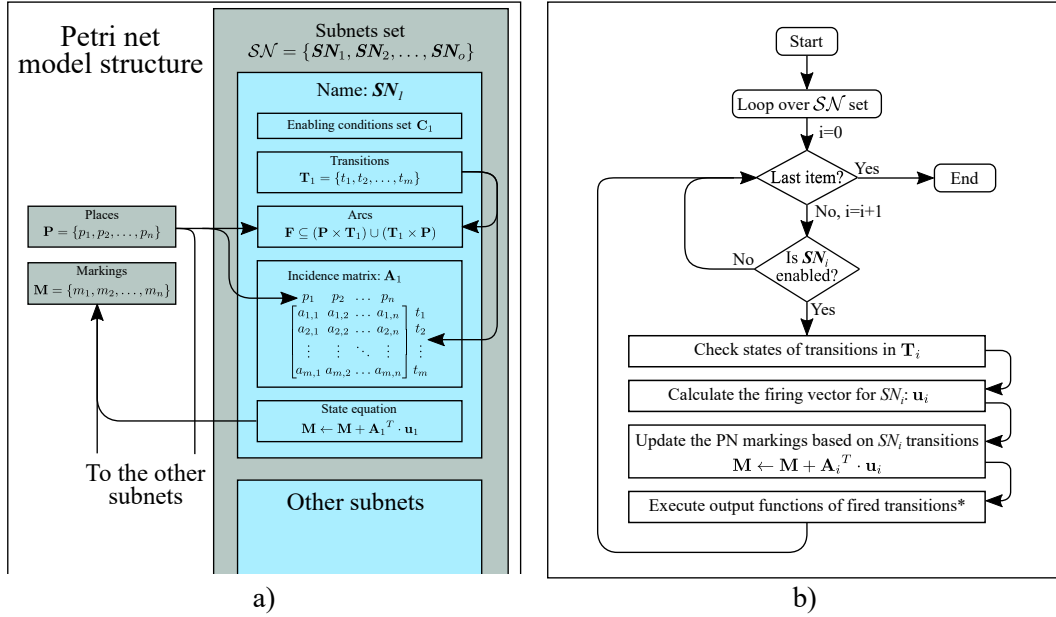 Petri net
model structure
Subnets set
𝒮𝒩 = {SN₁, SN₂, . . . , SNₒ}
Name: SN₁
Enabling conditions set C₁
Transitions
T₁ = {t₁, t₂, . . . , tₘ}
Places
P = {p₁, p₂, . . . , pₙ}
Arcs
F ⊆ (P × T₁) ∪ (T₁ × P)
Markings
M = {m₁, m₂, . . . , mₙ}
Incidence matrix: A₁
p₁ p₂ … pₙ
a₁,₁ a₁,₂ … a₁,ₙ t₁
a₂,₁ a₂,₂ … a₂,ₙ t₂
⋮ ⋮ ⋱ ⋮ ⋮
aₘ,₁ aₘ,₂ … aₘ,ₙ tₘ
State equation
M ← M + A₁ᵀ · u₁
To the other
subnets
Other subnets
a)
Start
Loop over 𝒮𝒩 set
i=0
Last item?
Yes
End
No, i=i+1
Is SNᵢ
enabled?
No
Yes
Check states of transitions in Tᵢ
Calculate the firing vector for SNᵢ: uᵢ
Update the PN markings based on SNᵢ transitions
M ← M + Aᵢᵀ · uᵢ
Execute output functions of fired transitions*
b)